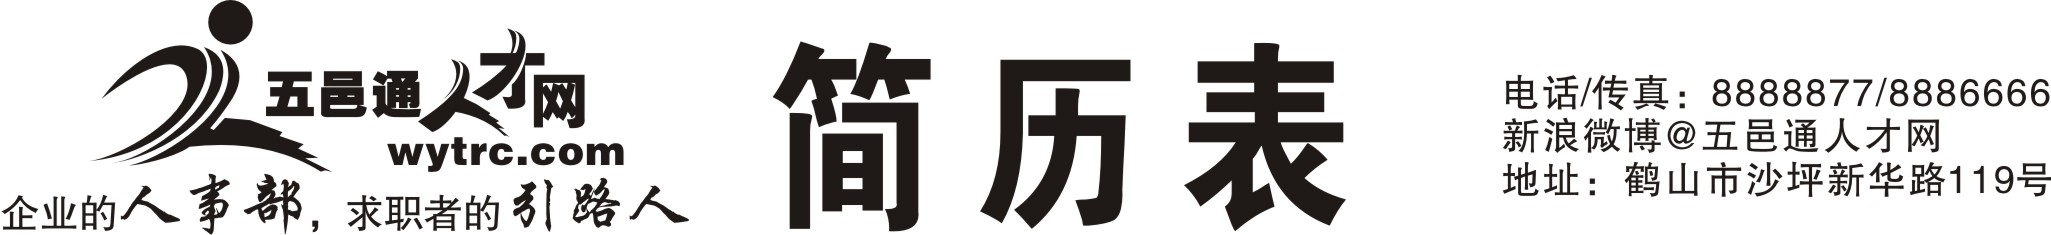 五邑通人才网
wytrc.com
企业的人事部，求职者的引路人
简历表
电话/传真：8888877/8886666
新浪微博@五邑通人才网
地址：鹤山市沙坪新华路119号